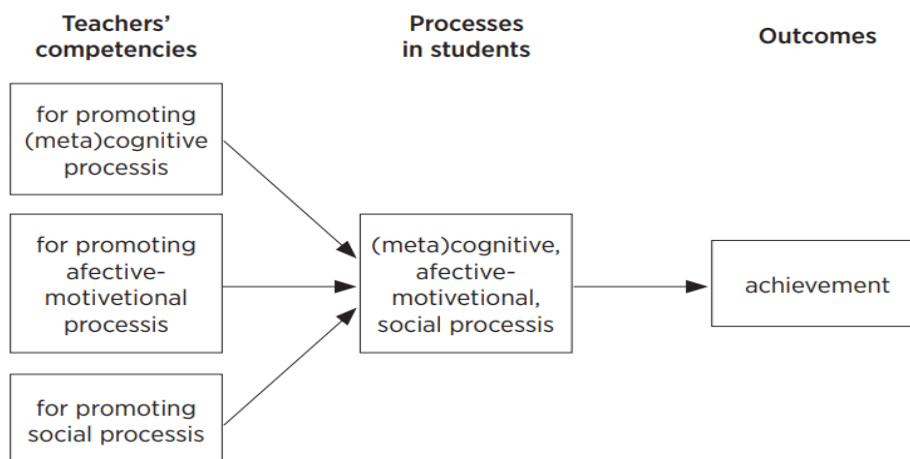 Teachers'
competencies
Processes
in students
Outcomes
for promoting
(meta)cognitive
processis
for promoting
afective-
motivetional
processis
for promoting
social processis
(meta)cognitive,
afective-
motivetional,
social processis
achievement